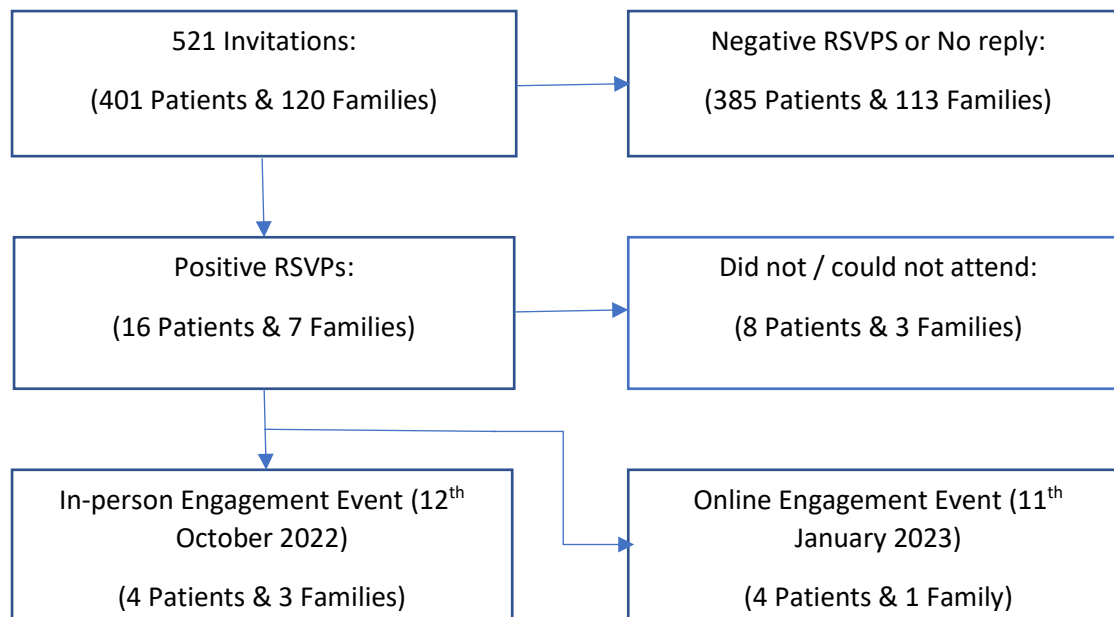 521 Invitations:
(401 Patients & 120 Families)
Negative RSVPS or No reply:
(385 Patients & 113 Families)
Positive RSVPs:
(16 Patients & 7 Families)
Did not / could not attend:
(8 Patients & 3 Families)
In-person Engagement Event (12th
October 2022)
(4 Patients & 3 Families)
Online Engagement Event (11th
January 2023)
(4 Patients & 1 Family)